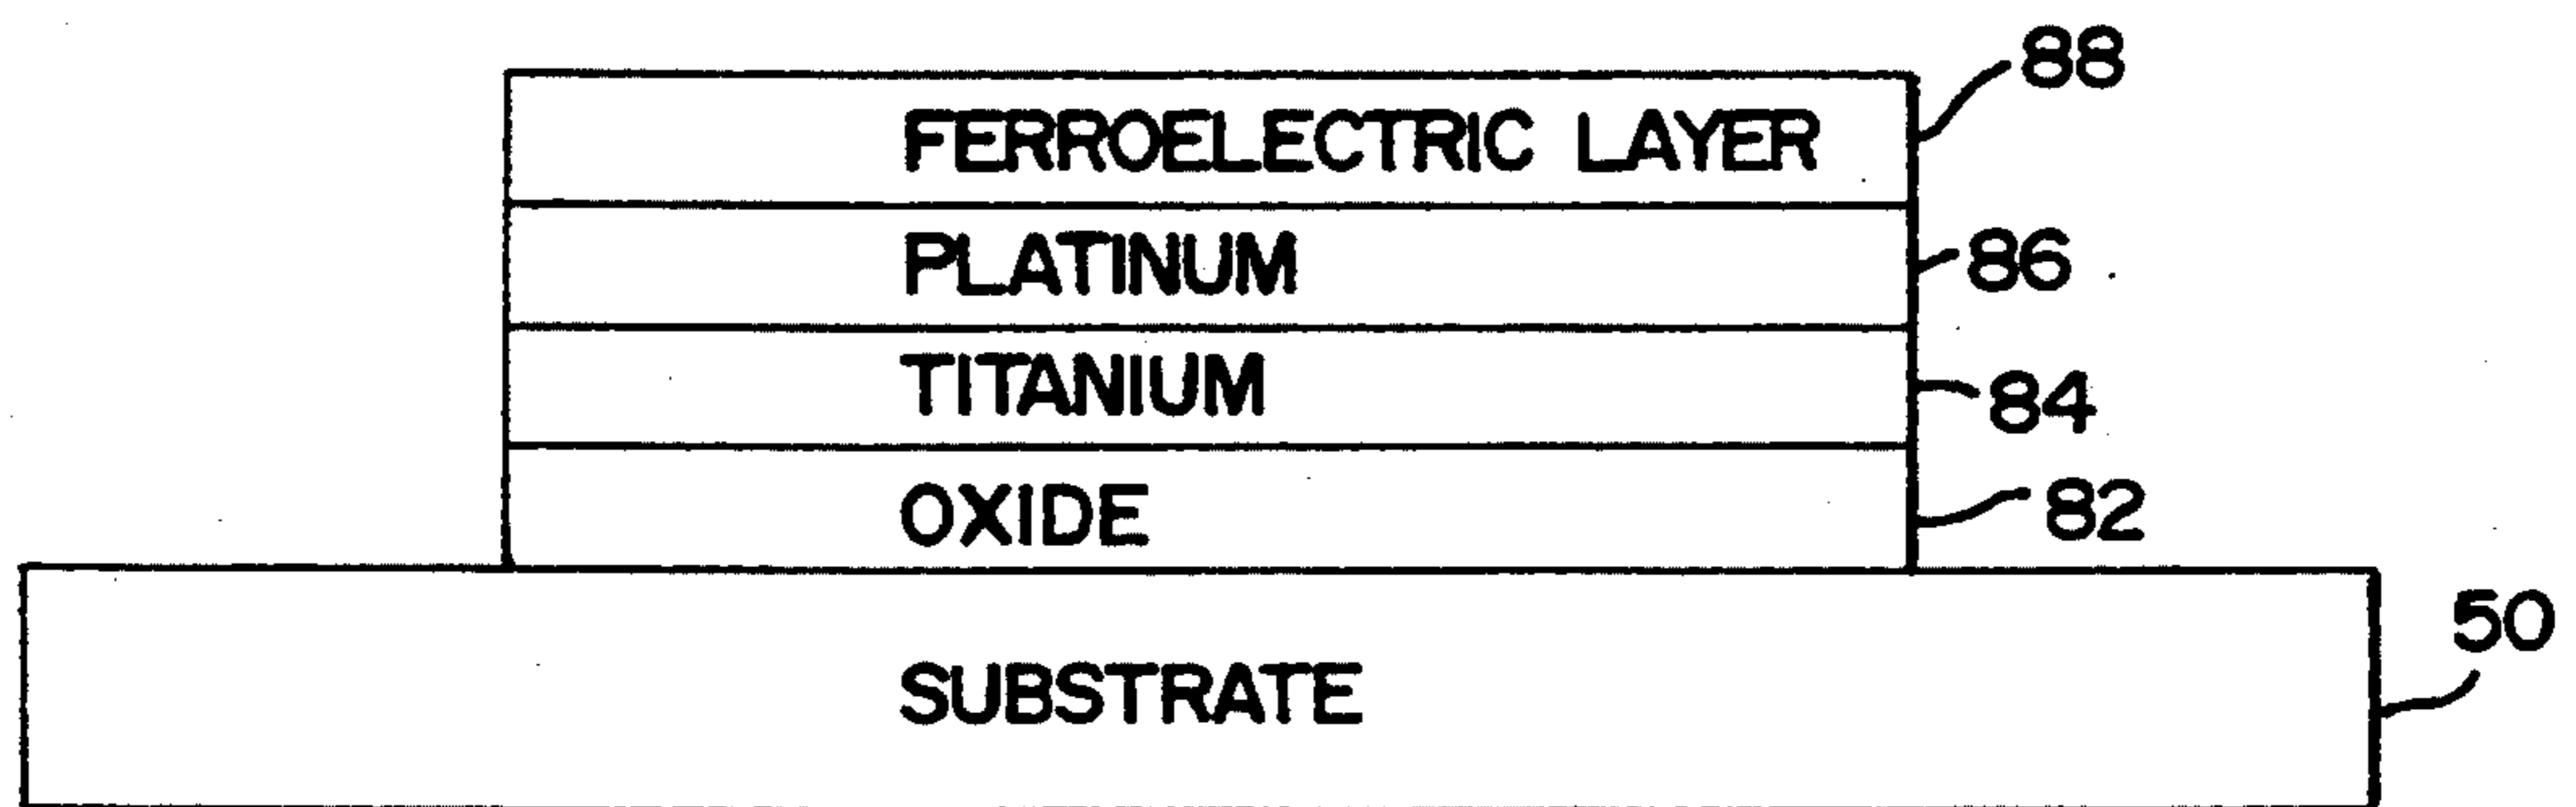 88
FERROELECTRIC LAYER
PLATINUM
86
TITANIUM
84
OXIDE
82
50
SUBSTRATE